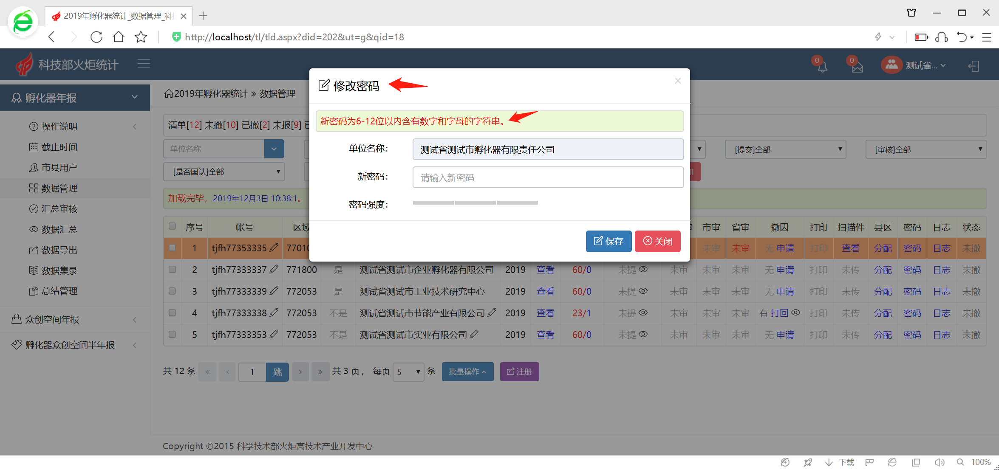 2019年孵化器统计_数据管理_科
http://localhost/tl/tld.aspx?did=202&ut=g&qid=18
科技部火炬统计
0
0
测试省...
孵化器年报
操作说明
截止时间
市县用户
数据管理
汇总审核
数据汇总
数据导出
数据集录
总结管理
众创空间年报
孵化器众创空间半年报
2019年孵化器统计 » 数据管理
清单[12] 未撤[10] 已撤[2] 未报[9]
单位名称
[提交]全部
[审核]全部
[是否国认]全部
加载完毕，2019年12月3日 10:38:1。
修改密码
×
新密码为6-12位以内含有数字和字母的字符串。
单位名称： 测试省测试市孵化器有限责任公司
新密码： 请输入新密码
密码强度：
保存 关闭
序号 帐号 区域 市审 省审 撤因 打印 扫描件 县区 密码 日志 状态
1 tjfh77353335 7701 未审 未审 无 申请 打印 查看 分配 密码 日志 未撤
2 tjfh77333337 771800 是 测试省测试市企业孵化器有限公司 2019 查看 60/0 未提 未审 未审 未审 无 申请 打印 未传 分配 密码 日志 未撤
3 tjfh77333339 772053 是 测试省测试市工业技术研究中心 2019 查看 60/0 未提 未审 未审 未审 无 申请 打印 未传 分配 密码 日志 未撤
4 tjfh77333338 772053 不是 测试省测试市节能产业有限公司 2019 查看 23/1 未提 未审 未审 未审 有 打回 打印 未传 分配 密码 日志 未撤
5 tjfh77333353 772053 不是 测试省测试市实业有限公司 2019 查看 60/0 未提 未审 未审 未审 无 申请 打印 未传 分配 密码 日志 未撤
共 12 条 « ‹ 1 跳 › » 共 3 页， 每页 5 条 批量操作 注册
Copyright ©2015 科学技术部火炬高技术产业开发中心
下载 100%